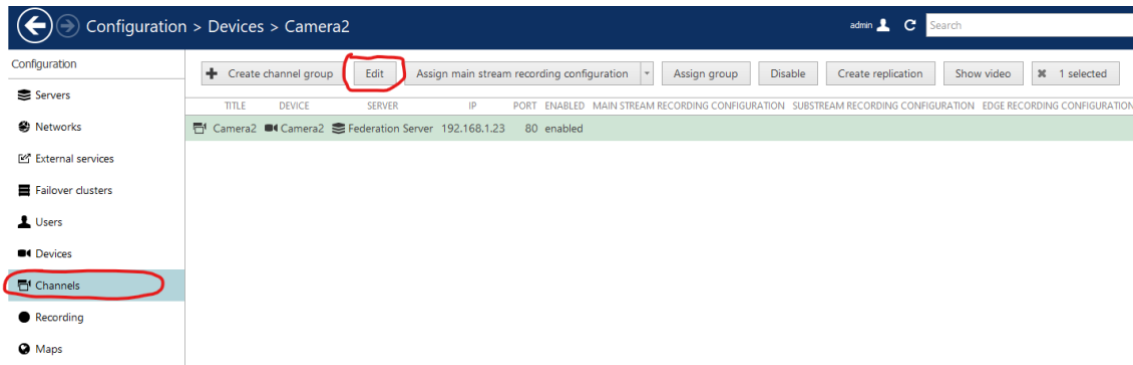 Configuration > Devices > Camera2
admin
Search
Configuration
Servers
Networks
External services
Failover clusters
Users
Devices
Channels
Recording
Maps
Create channel group Edit Assign main stream recording configuration Assign group Disable Create replication Show video 1 selected
TITLE DEVICE SERVER IP PORT ENABLED MAIN STREAM RECORDING CONFIGURATION SUBSTREAM RECORDING CONFIGURATION EDGE RECORDING CONFIGURATION
Camera2 Camera2 Federation Server 192.168.1.23 80 enabled